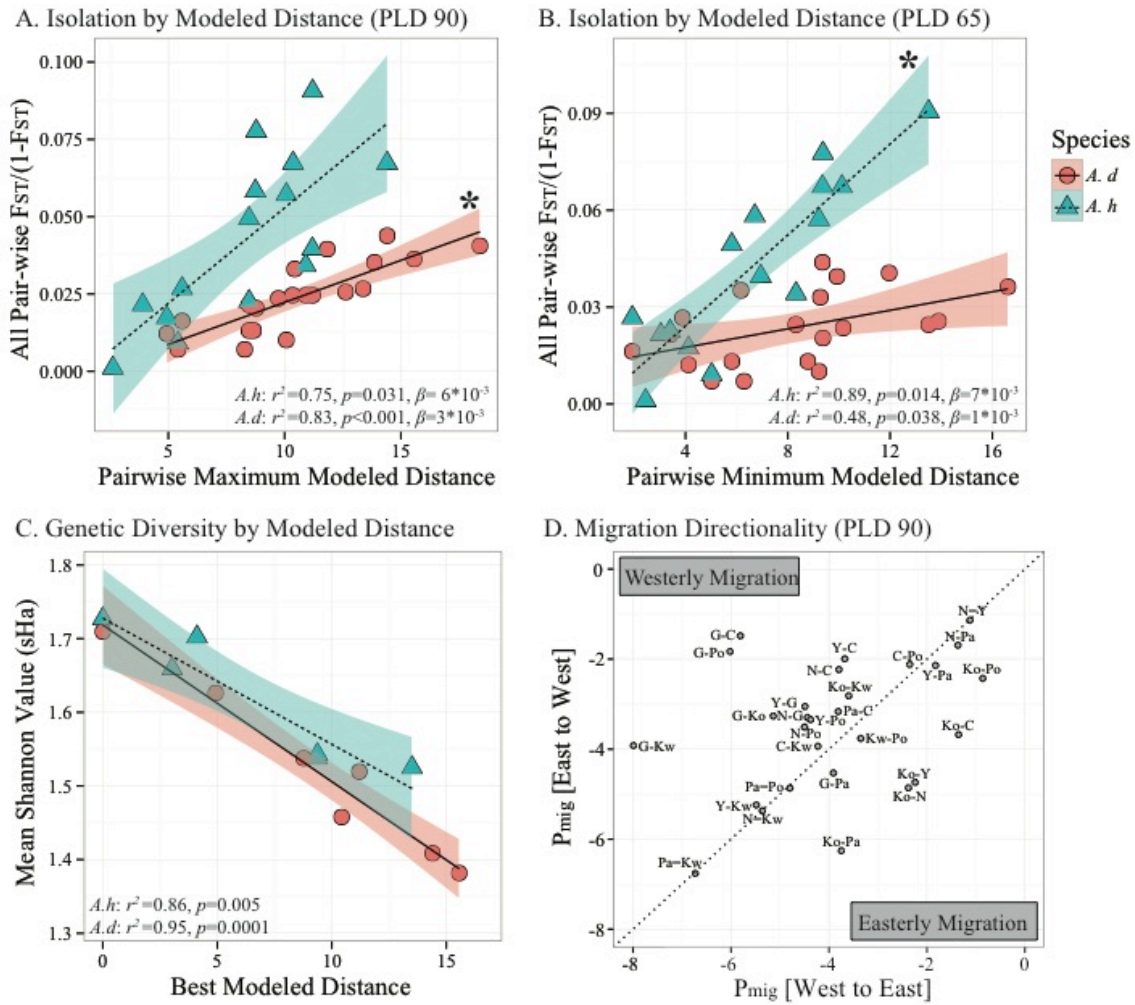 A. Isolation by Modeled Distance (PLD 90)
All Pair-wise FST/(1-FST)
0.100
0.075
0.050
0.025
0.000
*
A.h: r²=0.75, p=0.031, β= 6*10⁻³
A.d: r²=0.83, p<0.001, β=3*10⁻³
5
10
15
Pairwise Maximum Modeled Distance
B. Isolation by Modeled Distance (PLD 65)
All Pair-wise FST/(1-FST)
0.09
0.06
0.03
0.00
*
A.h: r²=0.89, p=0.014, β=7*10⁻³
A.d: r²=0.48, p=0.038, β=1*10⁻³
4
8
12
16
Pairwise Minimum Modeled Distance
Species
A. d
A. h
C. Genetic Diversity by Modeled Distance
Mean Shannon Value (sHa)
1.8
1.7
1.6
1.5
1.4
1.3
A.h: r²=0.86, p=0.005
A.d: r²=0.95, p=0.0001
0
5
10
15
Best Modeled Distance
D. Migration Directionality (PLD 90)
Pmig [East to West]
0
-2
-4
-6
-8
Westerly Migration
N=Y
N-Pa
G-C
G-Po
Y-C
C-Po
N-C
Y-Pa
Ko-Po
Ko-Kw
Y-G
Pa-C
G-Ko
N-G
Y-Po
N-Po
Ko-C
C-Kw
Kw-Po
G-Kw
G-Pa
Ko-Y
Ko-N
Pa=Po
Y-Kw
N=Kw
Ko-Pa
Pa=Kw
Easterly Migration
-8
-6
-4
-2
0
Pmig [West to East]